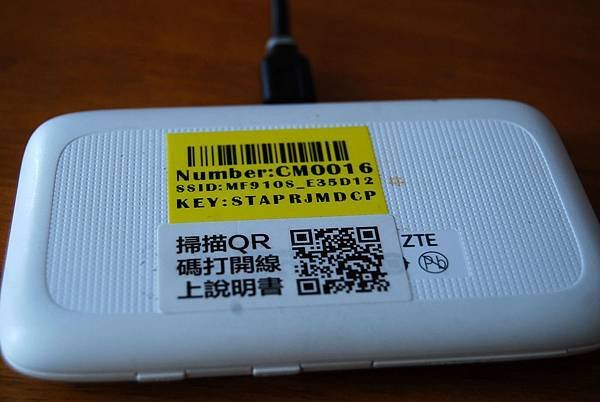 Number:CM0016
SSID:MF910S_E35D12
KEY:STAPRJMDCP
掃描QR
碼打開線
上說明書
ZTE
Pb